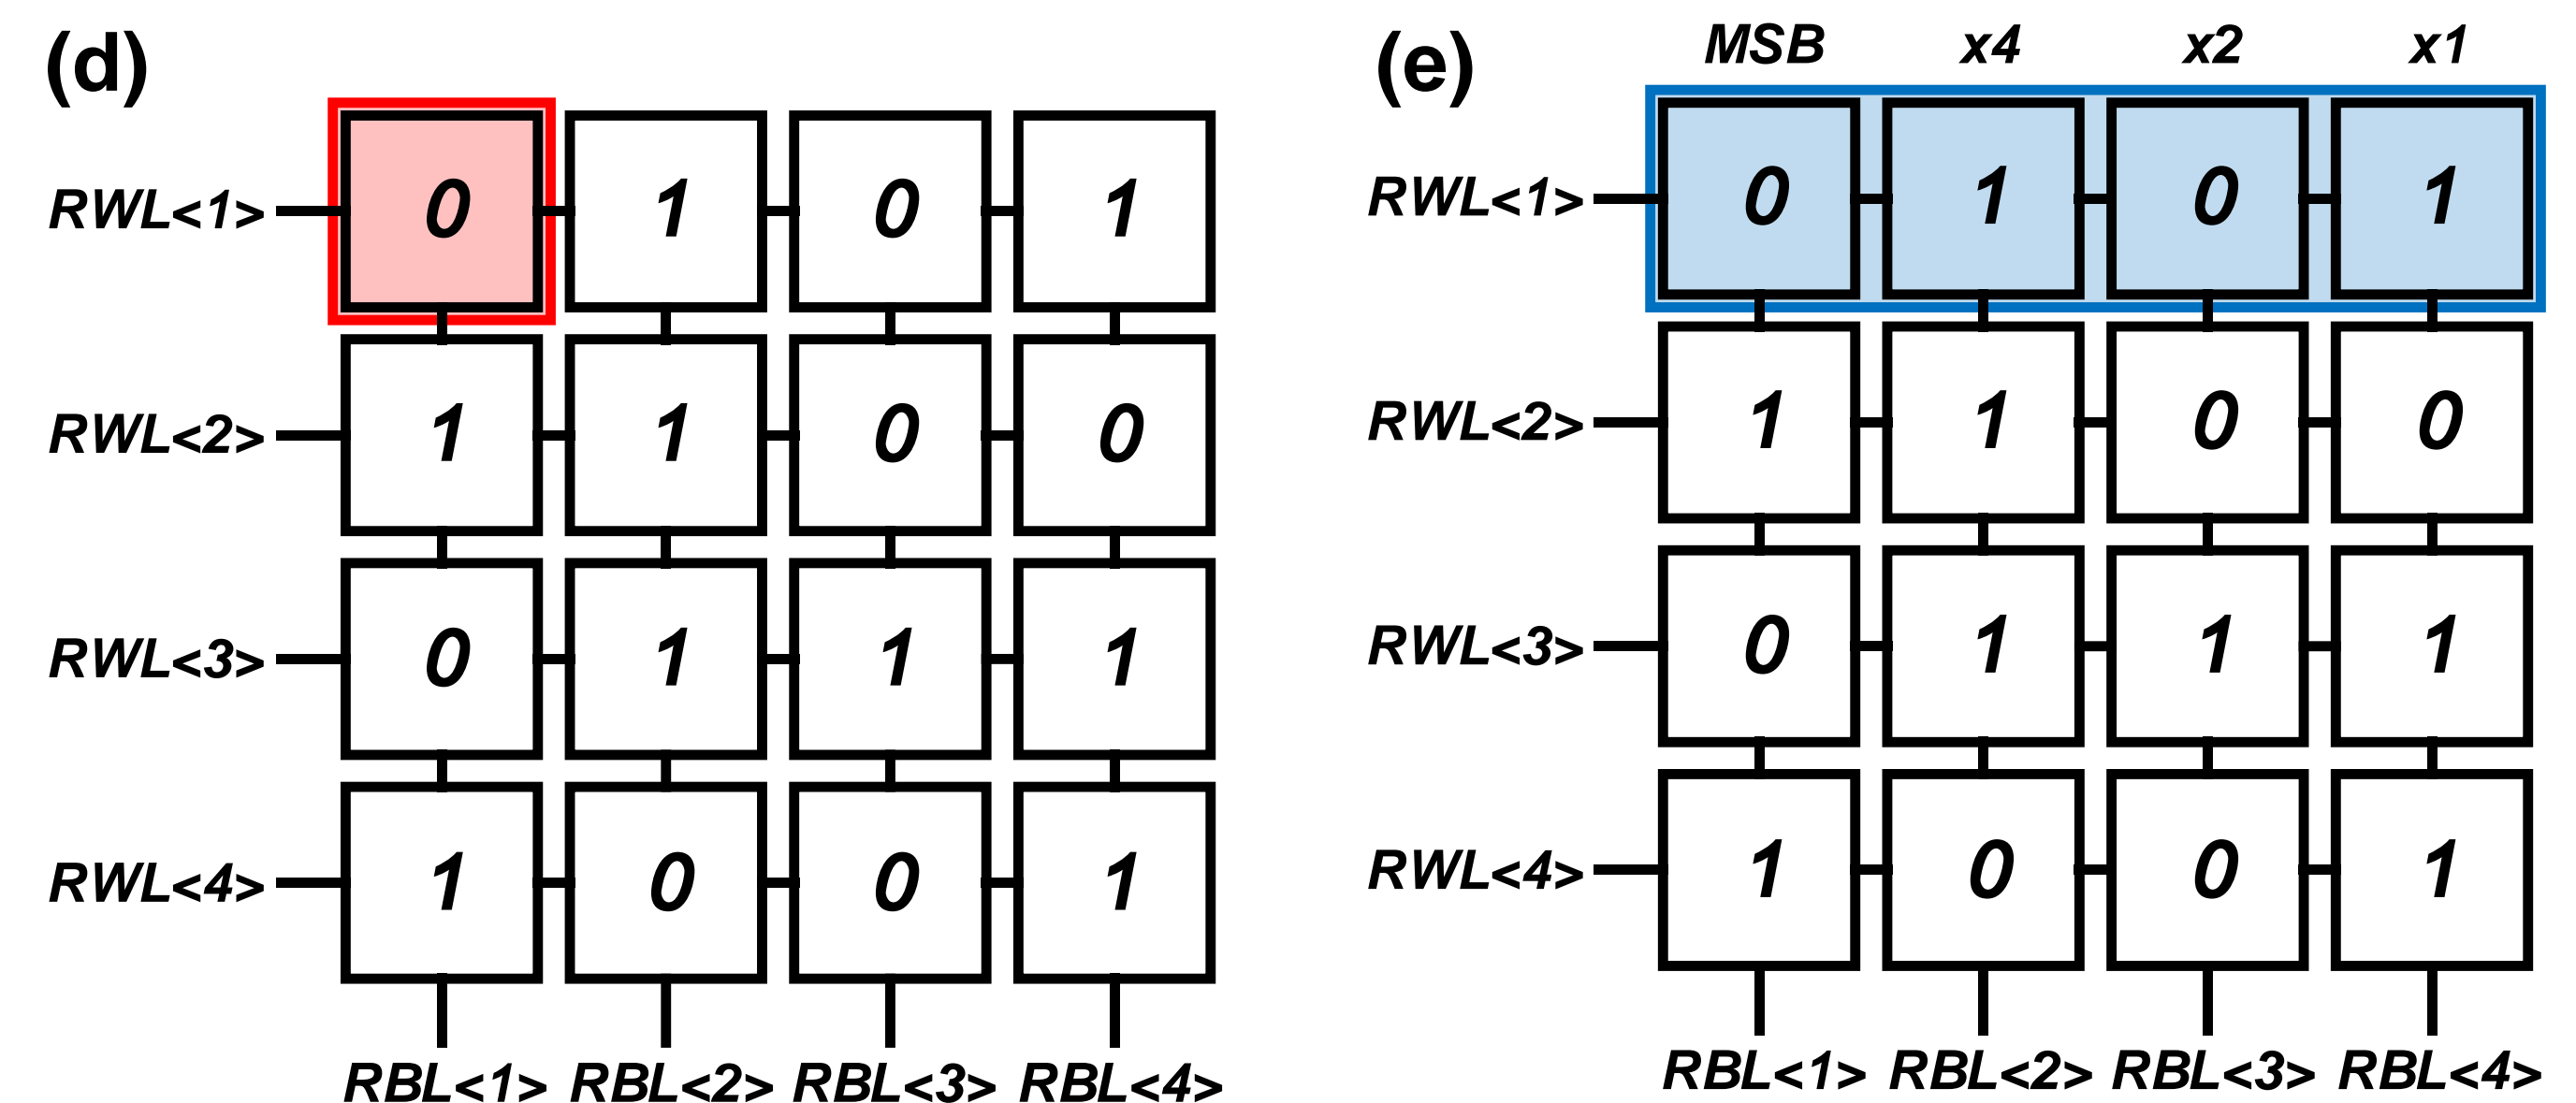 (d)
RWL<1> 0 1 0 1
RWL<2> 1 1 0 0
RWL<3> 0 1 1 1
RWL<4> 1 0 0 1
RBL<1> RBL<2> RBL<3> RBL<4>
(e) MSB x4 x2 x1
RWL<1> 0 1 0 1
RWL<2> 1 1 0 0
RWL<3> 0 1 1 1
RWL<4> 1 0 0 1
RBL<1> RBL<2> RBL<3> RBL<4>